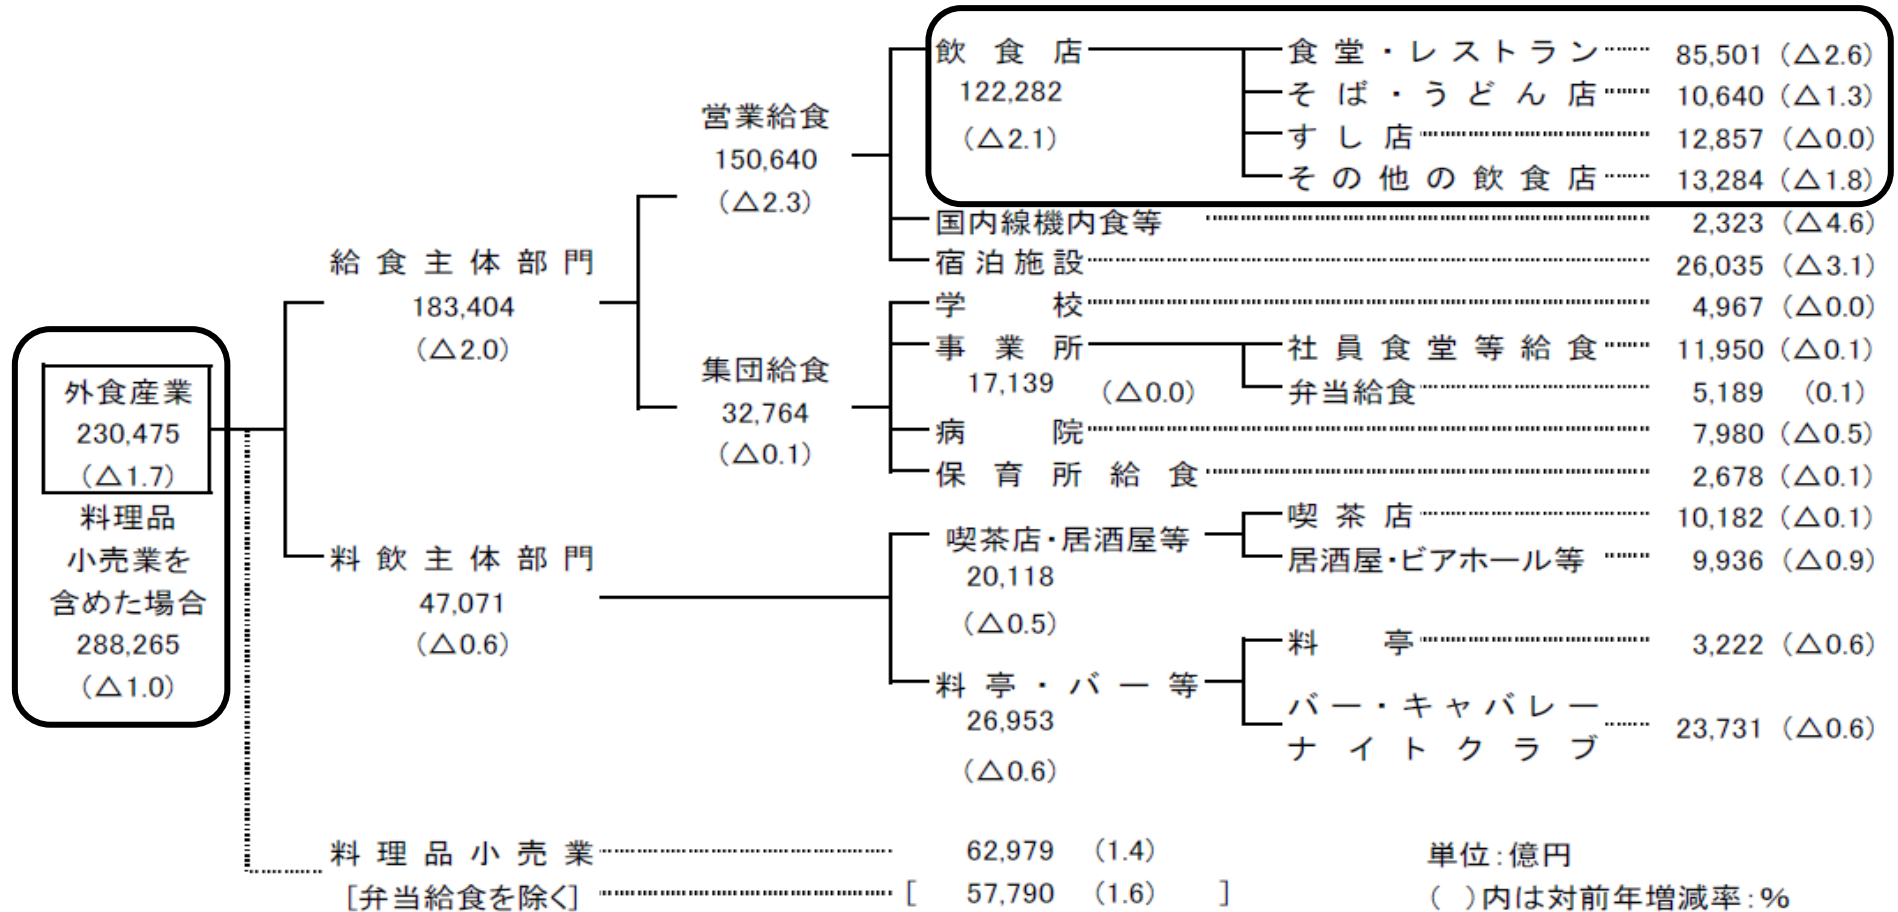 外食産業
230,475
(△1.7)
料理品
小売業を
含めた場合
288,265
(△1.0)
給食主体部門
183,404
(△2.0)
営業給食
150,640
(△2.3)
飲食店
122,282
(△2.1)
食堂・レストラン 85,501 (△2.6)
そば・うどん店 10,640 (△1.3)
すし店 12,857 (△0.0)
その他の飲食店 13,284 (△1.8)
国内線機内食等 2,323 (△4.6)
宿泊施設 26,035 (△3.1)
集団給食
32,764
(△0.1)
学校 4,967 (△0.0)
事業所
17,139 (△0.0)
社員食堂等給食 11,950 (△0.1)
弁当給食 5,189 (0.1)
病院 7,980 (△0.5)
保育所給食 2,678 (△0.1)
料飲主体部門
47,071
(△0.6)
喫茶店・居酒屋等
20,118
(△0.5)
喫茶店 10,182 (△0.1)
居酒屋・ビアホール等 9,936 (△0.9)
料亭・バー等
26,953
(△0.6)
料亭 3,222 (△0.6)
バー・キャバレー
ナイトクラブ 23,731 (△0.6)
料理品小売業 62,979 (1.4)
[弁当給食を除く] [ 57,790 (1.6) ]
単位:億円
( )内は対前年増減率:%